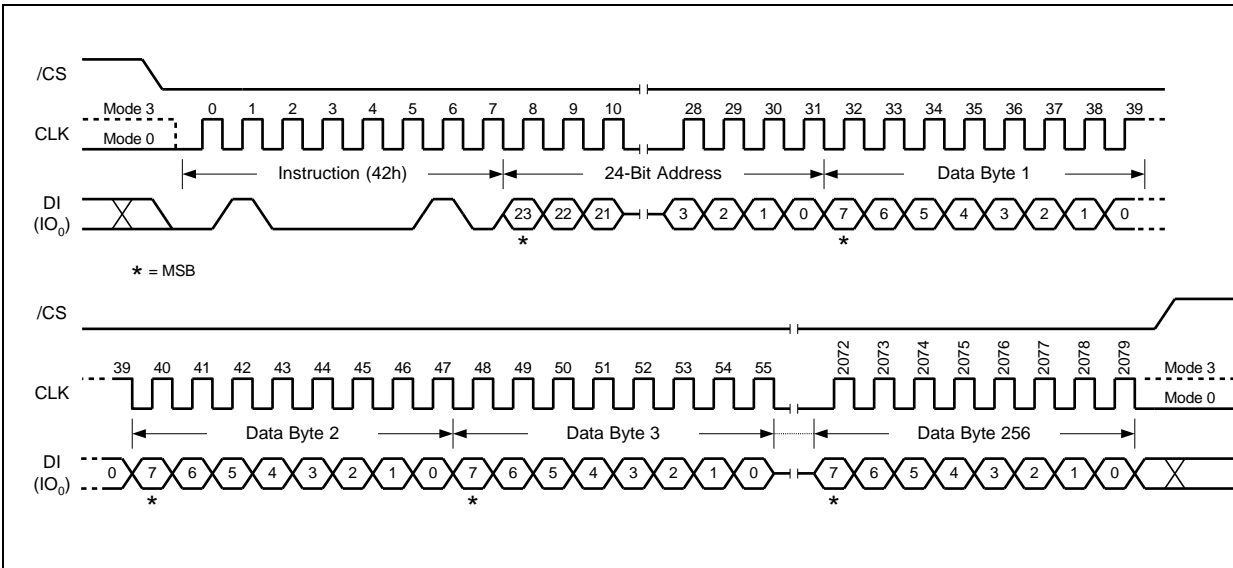 /CS
Mode 3
0 1 2 3 4 5 6 7 8 9 10 28 29 30 31 32 33 34 35 36 37 38 39
CLK
Mode 0
Instruction (42h) 24-Bit Address Data Byte 1
DI
(IO0)
23 22 21 3 2 1 0 7 6 5 4 3 2 1 0
* *
* = MSB
/CS
39 40 41 42 43 44 45 46 47 48 49 50 51 52 53 54 55 2072 2073 2074 2075 2076 2077 2078 2079
Mode 3
CLK
Mode 0
Data Byte 2 Data Byte 3 Data Byte 256
DI
(IO0)
0 7 6 5 4 3 2 1 0 7 6 5 4 3 2 1 0 7 6 5 4 3 2 1 0
* * *